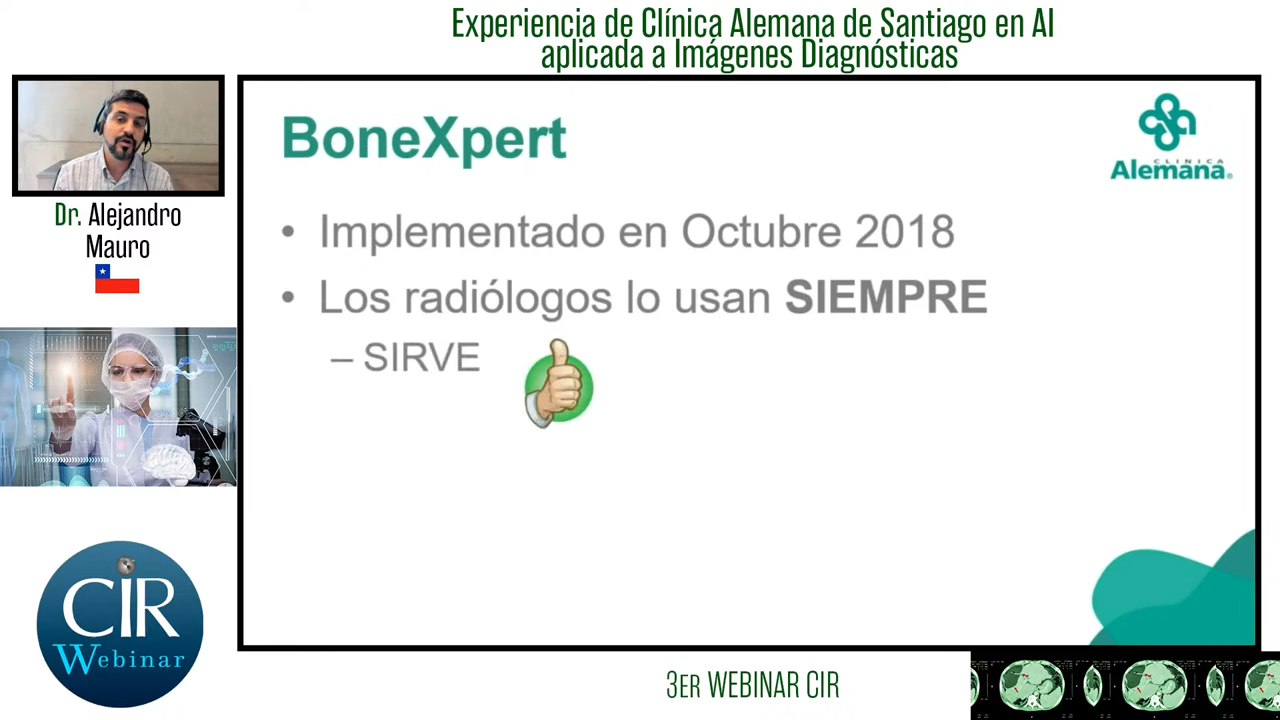 Experiencia de Clínica Alemana de Santiago en AI
aplicada a Imágenes Diagnósticas
Dr. Alejandro
Mauro
BoneXpert
CLINICA
Alemana
• Implementado en Octubre 2018
• Los radiólogos lo usan SIEMPRE
– SIRVE
CIR
Webinar
3ER WEBINAR CIR